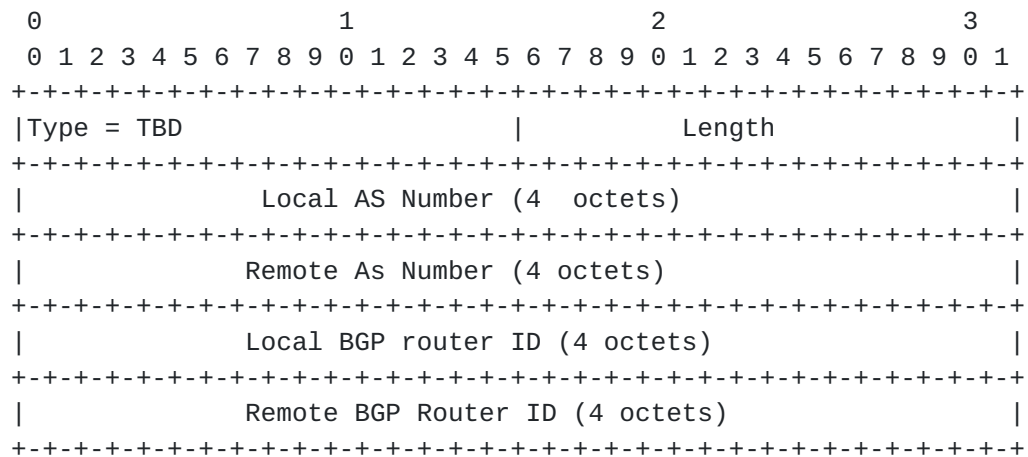 0                   1                   2                   3
 0 1 2 3 4 5 6 7 8 9 0 1 2 3 4 5 6 7 8 9 0 1 2 3 4 5 6 7 8 9 0 1
+-+-+-+-+-+-+-+-+-+-+-+-+-+-+-+-+-+-+-+-+-+-+-+-+-+-+-+-+-+-+-+-+
|Type = TBD                     |          Length               |
+-+-+-+-+-+-+-+-+-+-+-+-+-+-+-+-+-+-+-+-+-+-+-+-+-+-+-+-+-+-+-+-+
|               Local AS Number (4  octets)                     |
+-+-+-+-+-+-+-+-+-+-+-+-+-+-+-+-+-+-+-+-+-+-+-+-+-+-+-+-+-+-+-+-+
|              Remote As Number (4 octets)                      |
+-+-+-+-+-+-+-+-+-+-+-+-+-+-+-+-+-+-+-+-+-+-+-+-+-+-+-+-+-+-+-+-+
|              Local BGP router ID (4 octets)                   |
+-+-+-+-+-+-+-+-+-+-+-+-+-+-+-+-+-+-+-+-+-+-+-+-+-+-+-+-+-+-+-+-+
|              Remote BGP Router ID (4 octets)                  |
+-+-+-+-+-+-+-+-+-+-+-+-+-+-+-+-+-+-+-+-+-+-+-+-+-+-+-+-+-+-+-+-+